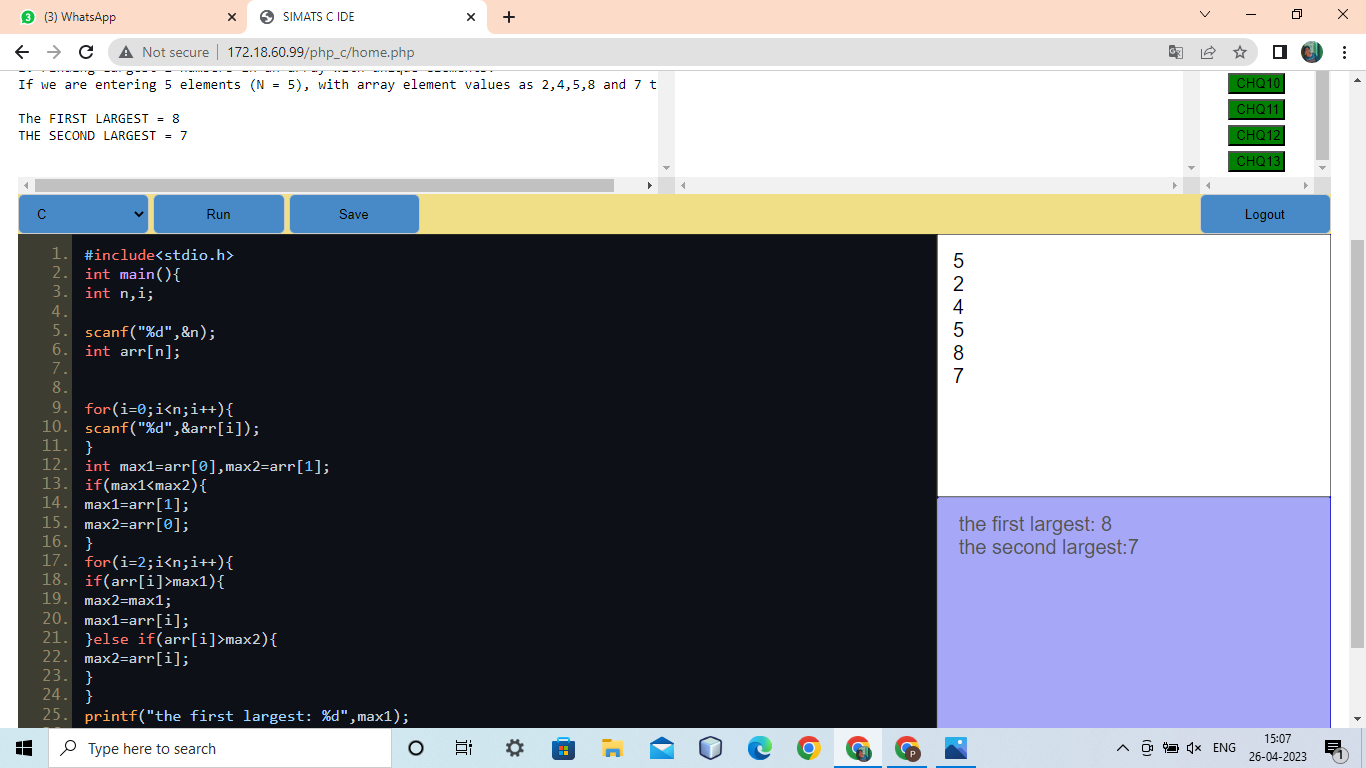 (3) WhatsApp
SIMATS C IDE
Not secure
172.18.60.99/php_c/home.php
If we are entering 5 elements (N = 5), with array element values as 2,4,5,8 and 7 t
The FIRST LARGEST = 8
THE SECOND LARGEST = 7
CHQ10
CHQ11
CHQ12
CHQ13
C
Run
Save
Logout
1. #include<stdio.h>
2. int main(){
3. int n,i;
4.
5. scanf("%d",&n);
6. int arr[n];
7.
8.
9. for(i=0;i<n;i++){
10. scanf("%d",&arr[i]);
11. }
12. int max1=arr[0],max2=arr[1];
13. if(max1<max2){
14. max1=arr[1];
15. max2=arr[0];
16. }
17. for(i=2;i<n;i++){
18. if(arr[i]>max1){
19. max2=max1;
20. max1=arr[i];
21. }else if(arr[i]>max2){
22. max2=arr[i];
23. }
24. }
25. printf("the first largest: %d",max1);
5
2
4
5
8
7
the first largest: 8
the second largest:7
Type here to search
P
ENG
15:07
26-04-2023
1